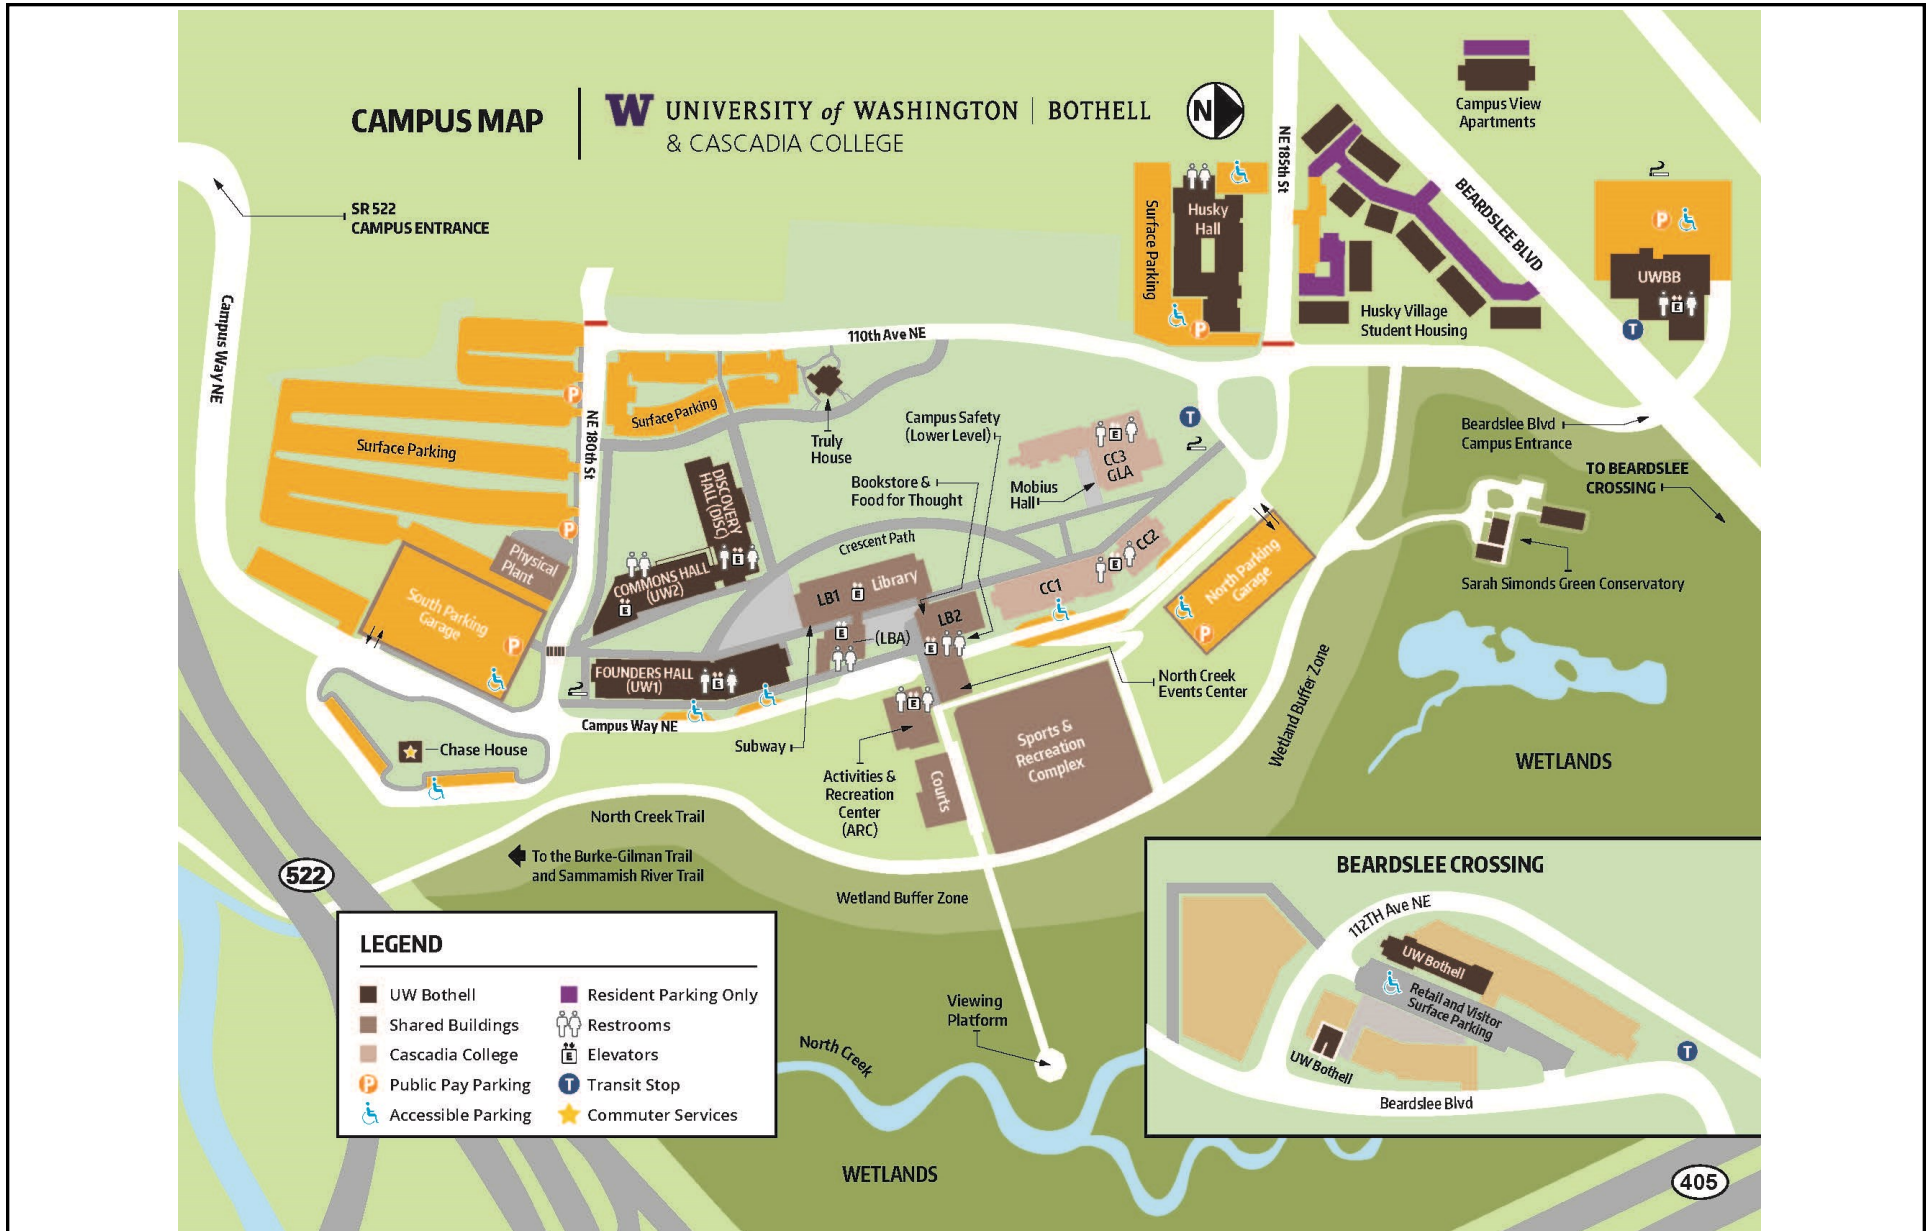 CAMPUS MAP
W UNIVERSITY of WASHINGTON | BOTHELL
& CASCADIA COLLEGE
N
NE 185th St
Campus View
Apartments
BEARDSLEE BLVD
SR 522
CAMPUS ENTRANCE
Campus Way NE
Surface Parking
Husky
Hall
P
P
UWBB
E
T
Husky Village
Student Housing
110th Ave NE
P
NE 180th St
Surface Parking
Surface Parking
Truly
House
Campus Safety
(Lower Level)
T
CC3
GLA
E
Beardslee Blvd
Campus Entrance
TO BEARDSLEE
CROSSING
Bookstore &
Food for Thought
Mobius
Hall
DISCOVERY
HALL (DISC)
E
P
Physical
Plant
Crescent Path
COMMONS HALL
(UW2)
E
LB1
E
Library
CC1
E
CC2
North Parking
Garage
P
Sarah Simonds Green Conservatory
South Parking
Garage
P
LB2
E
(LBA)
E
FOUNDERS HALL
(UW1)
E
North Creek
Events Center
Wetland Buffer Zone
Campus Way NE
Subway
E
Chase House
Activities &
Recreation
Center
(ARC)
Courts
Sports &
Recreation
Complex
WETLANDS
North Creek Trail
To the Burke-Gilman Trail
and Sammamish River Trail
522
Wetland Buffer Zone
LEGEND
UW Bothell
Shared Buildings
Cascadia College
P Public Pay Parking
Accessible Parking
Resident Parking Only
Restrooms
E Elevators
T Transit Stop
Commuter Services
Viewing
Platform
North Creek
WETLANDS
BEARDSLEE CROSSING
112TH Ave NE
UW Bothell
Retail and Visitor
Surface Parking
UW Bothell
T
Beardslee Blvd
405